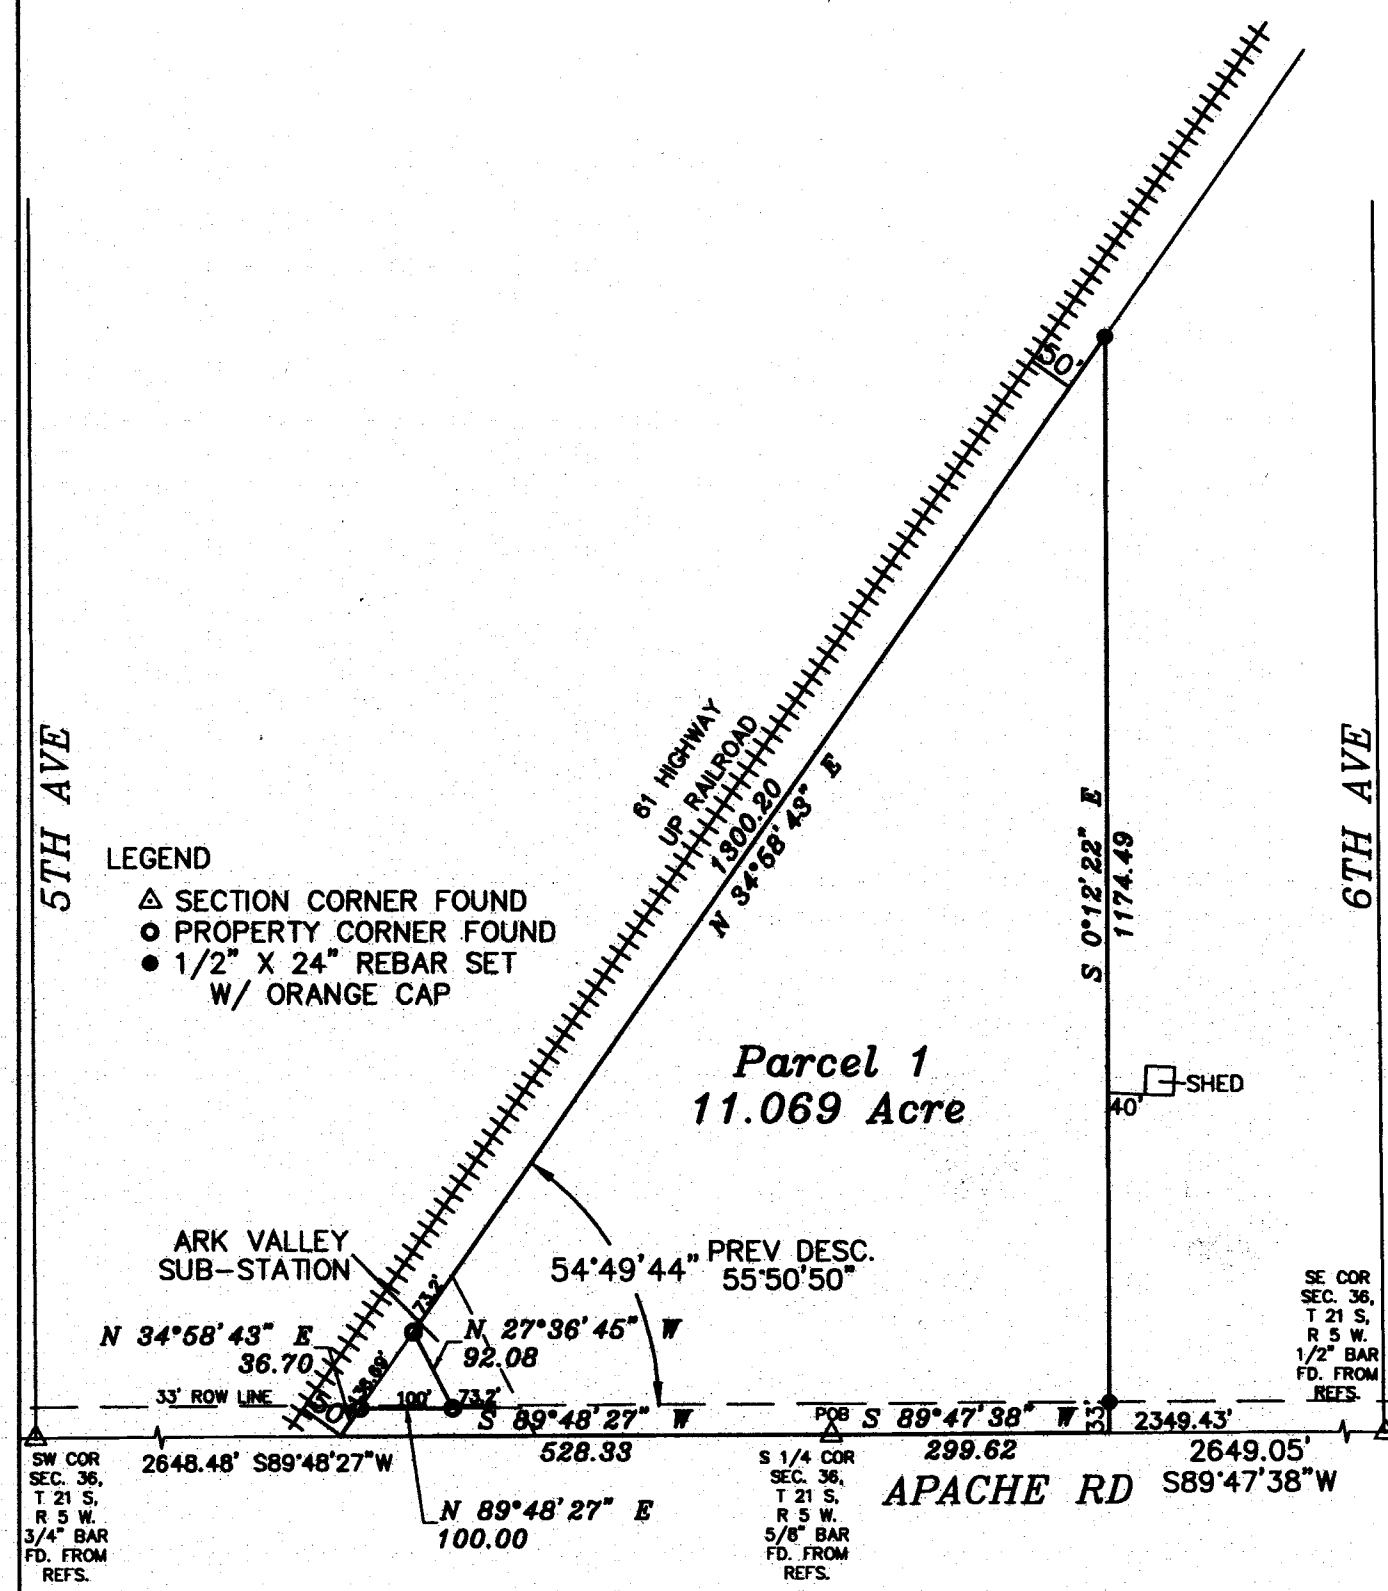 50'
61 HIGHWAY
UP RAILROAD
1300.20
N 34°58'43" E
5TH AVE
6TH AVE
S 0°12'22" E
1174.49
LEGEND
SECTION CORNER FOUND
PROPERTY CORNER FOUND
1/2" X 24" REBAR SET
W/ ORANGE CAP
Parcel 1
11.069 Acre
SHED
40'
ARK VALLEY
SUB-STATION
54°49'44"
PREV DESC.
55°50'50"
73.2'
N 34°58'43" E
36.70
N 27°36'45" W
92.08
33' ROW LINE
50'
100'
73.2'
S 89°48'27" W
528.33
POB
S 89°47'38" W
299.62
33'
2349.43'
2649.05'
S89°47'38"W
2648.48' S89°48'27"W
N 89°48'27" E
100.00
APACHE RD
SW COR
SEC. 36,
T 21 S,
R 5 W.
3/4" BAR
FD. FROM
REFS.
S 1/4 COR
SEC. 36,
T 21 S,
R 5 W.
5/8" BAR
FD. FROM
REFS.
SE COR
SEC. 36,
T 21 S,
R 5 W.
1/2" BAR
FD. FROM
REFS.